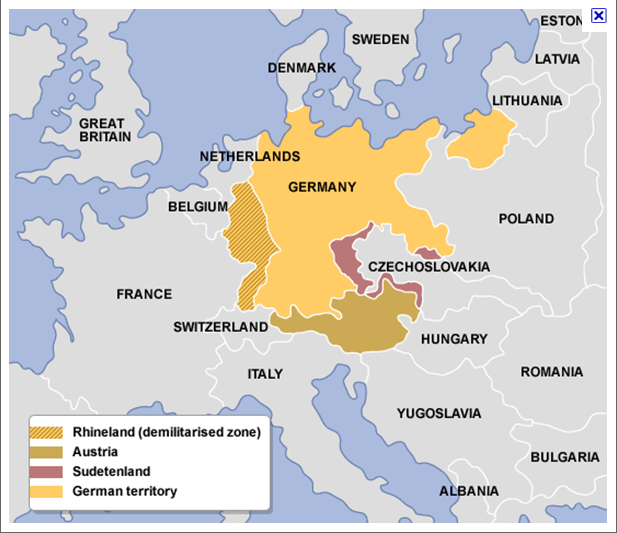 ESTON
SWEDEN
LATVIA
DENMARK
LITHUANIA
GREAT
BRITAIN
NETHERLANDS
GERMANY
BELGIUM
POLAND
CZECHOSLOVAKIA
FRANCE
SWITZERLAND
HUNGARY
ITALY
ROMANIA
YUGOSLAVIA
Rhineland (demilitarised zone)
Austria
Sudetenland
German territory
BULGARIA
ALBANIA